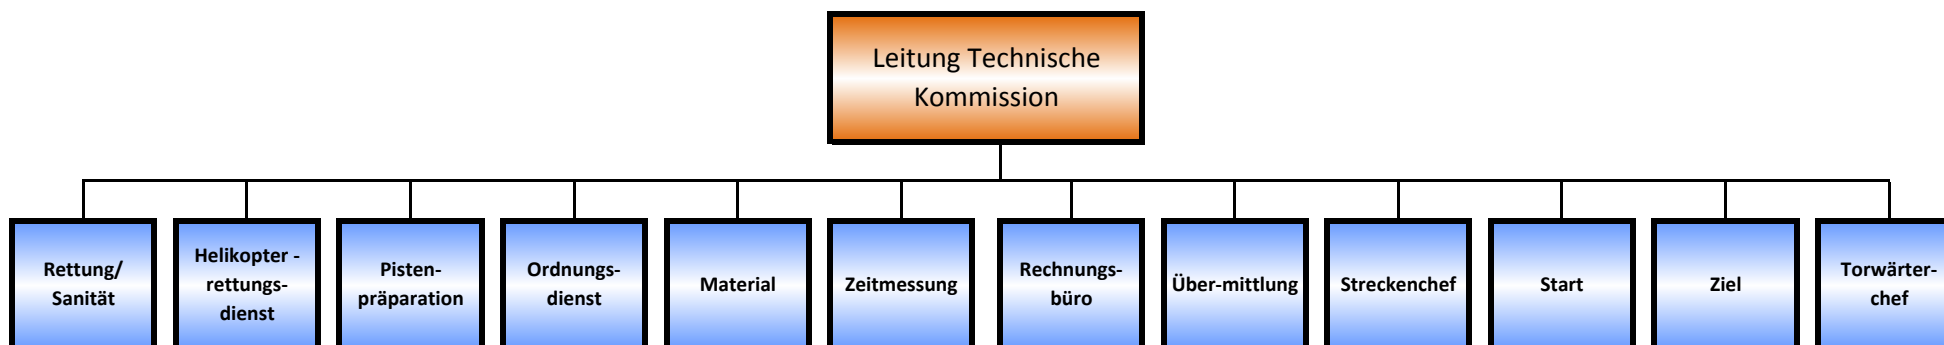 Leitung Technische
Kommission
Rettung/
Sanität
Helikopter -
rettungs-
dienst
Pisten-
präparation
Ordnungs-
dienst
Material
Zeitmessung
Rechnungs-
büro
Über-mittlung
Streckenchef
Start
Ziel
Torwärter-
chef